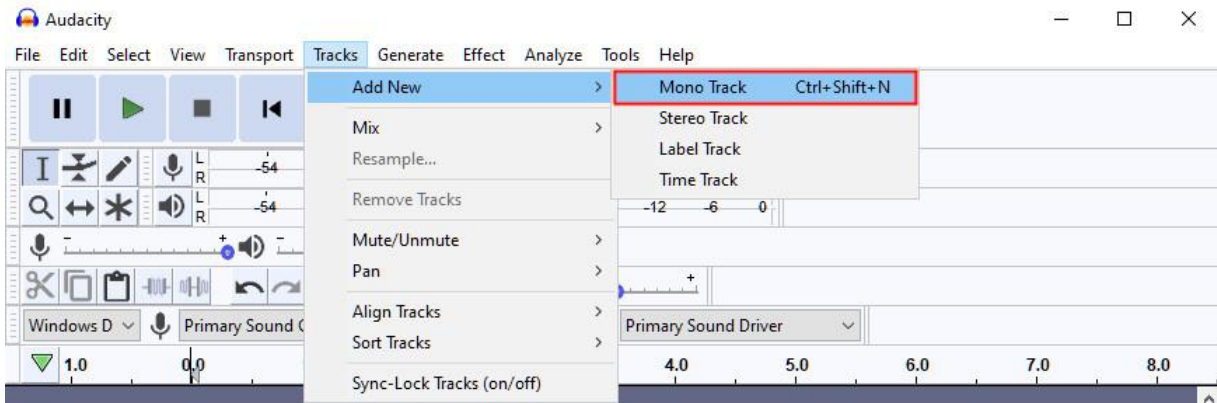 Audacity
File Edit Select View Transport Tracks Generate Effect Analyze Tools Help
Add New > Mono Track Ctrl+Shift+N
Stereo Track
Mix >
Label Track
Resample...
Time Track
L
R
-54
Remove Tracks
L
R
-54
-12 -6 0
Mute/Unmute >
Pan >
Align Tracks >
Windows D Primary Sound Primary Sound Driver
Sort Tracks >
1.0 0.0 4.0 5.0 6.0 7.0 8.0
Sync-Lock Tracks (on/off)